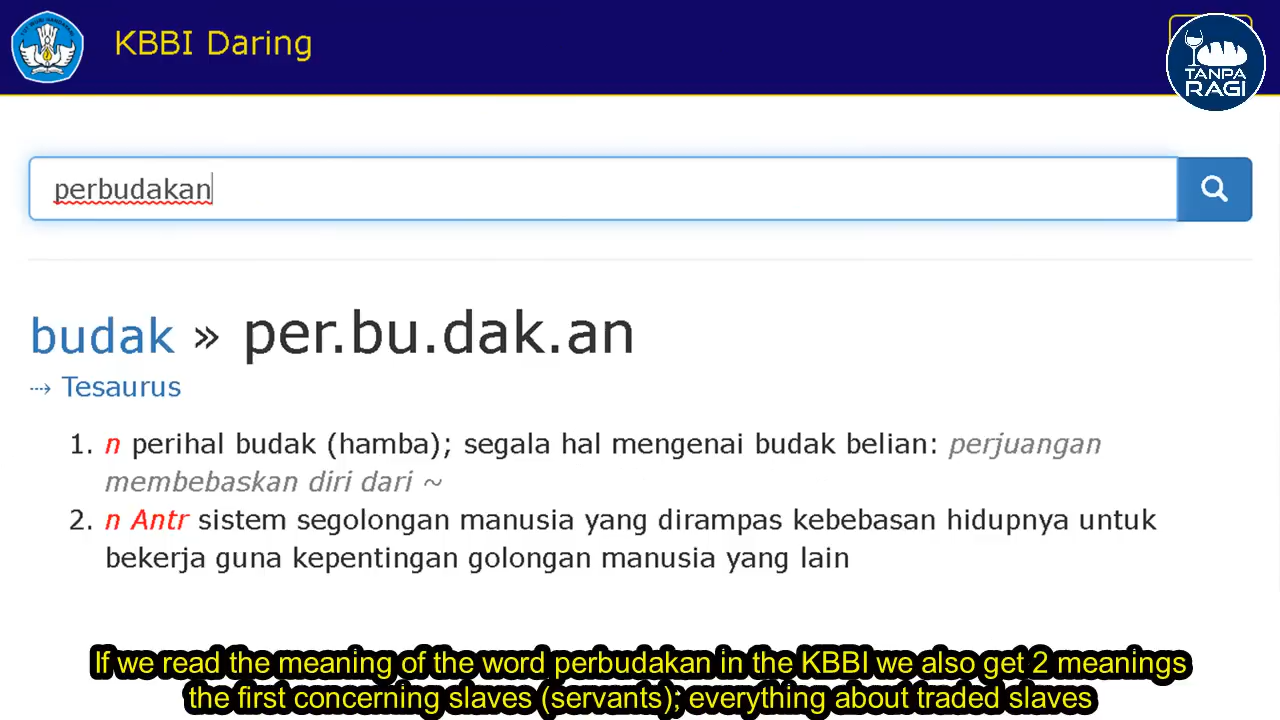 KBBI Daring
TANPA
RAGI
perbudakan
budak » per.bu.dak.an
⤑ Tesaurus
1. n perihal budak (hamba); segala hal mengenai budak belian: perjuangan
membebaskan diri dari ~
2. n Antr sistem segolongan manusia yang dirampas kebebasan hidupnya untuk
bekerja guna kepentingan golongan manusia yang lain
If we read the meaning of the word perbudakan in the KBBI we also get 2 meanings
the first concerning slaves (servants); everything about traded slaves